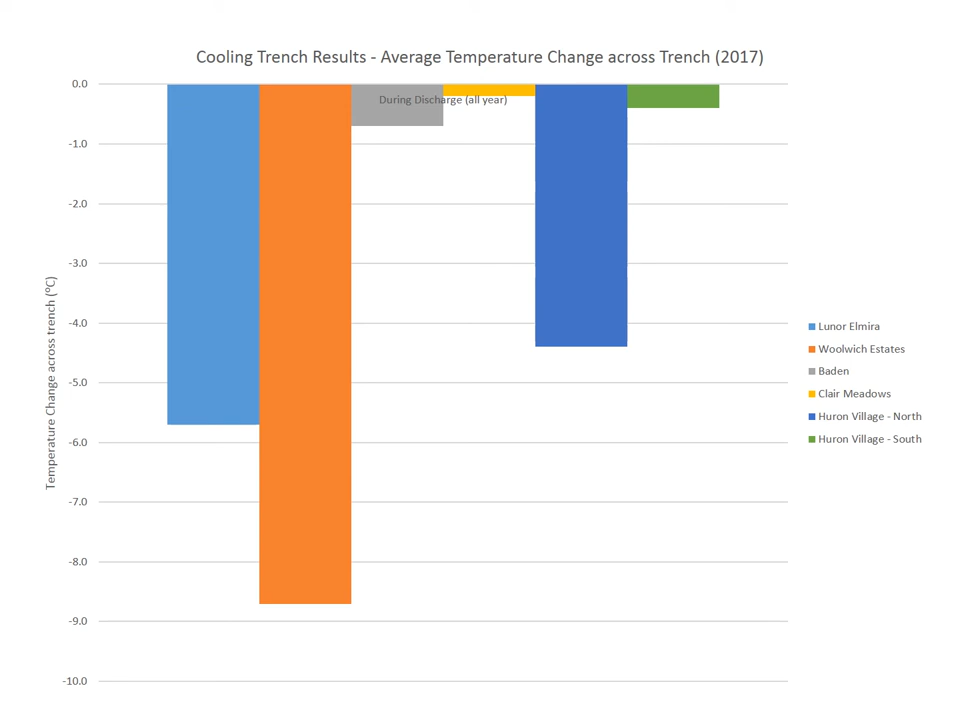 Cooling Trench Results - Average Temperature Change across Trench (2017)
0.0
During Discharge (all year)
-1.0
-2.0
-3.0
-4.0
-5.0
-6.0
-7.0
-8.0
-9.0
-10.0
Temperature Change across trench (°C)
Lunor Elmira
Woolwich Estates
Baden
Clair Meadows
Huron Village - North
Huron Village - South